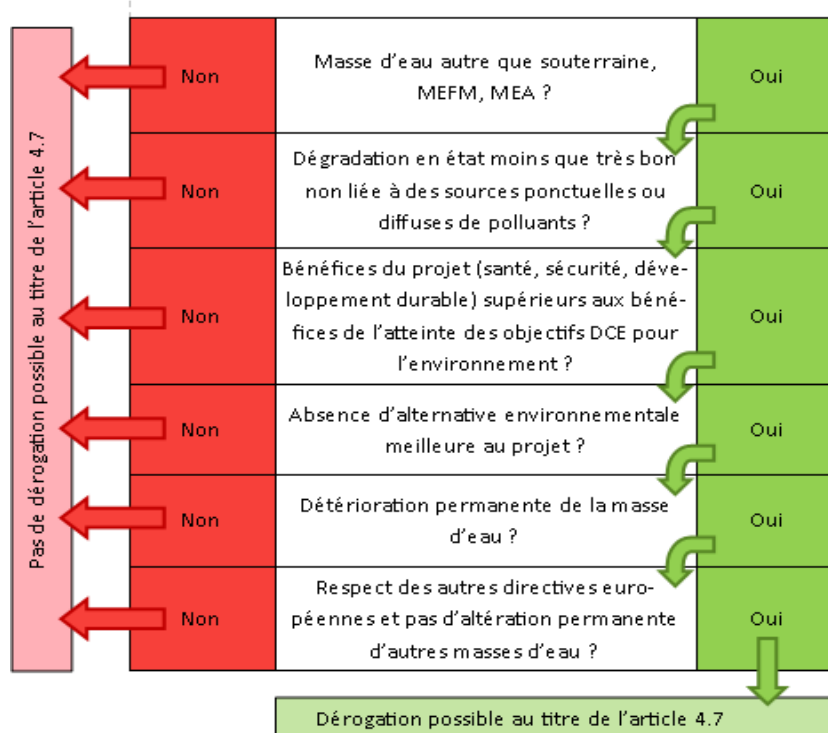 Pas de dérogation possible au titre de l'article 4.7
Non
Masse d'eau autre que souterraine,
MEFM, MEA ?
Oui
Non
Dégradation en état moins que très bon
non liée à des sources ponctuelles ou
diffuses de polluants ?
Oui
Non
Bénéfices du projet (santé, sécurité, déve-
loppement durable) supérieurs aux béné-
fices de l'atteinte des objectifs DCE pour
l'environnement ?
Oui
Non
Absence d'alternative environnementale
meilleure au projet ?
Oui
Non
Détérioration permanente de la masse
d'eau ?
Oui
Non
Respect des autres directives euro-
péennes et pas d'altération permanente
d'autres masses d'eau ?
Oui
Dérogation possible au titre de l'article 4.7